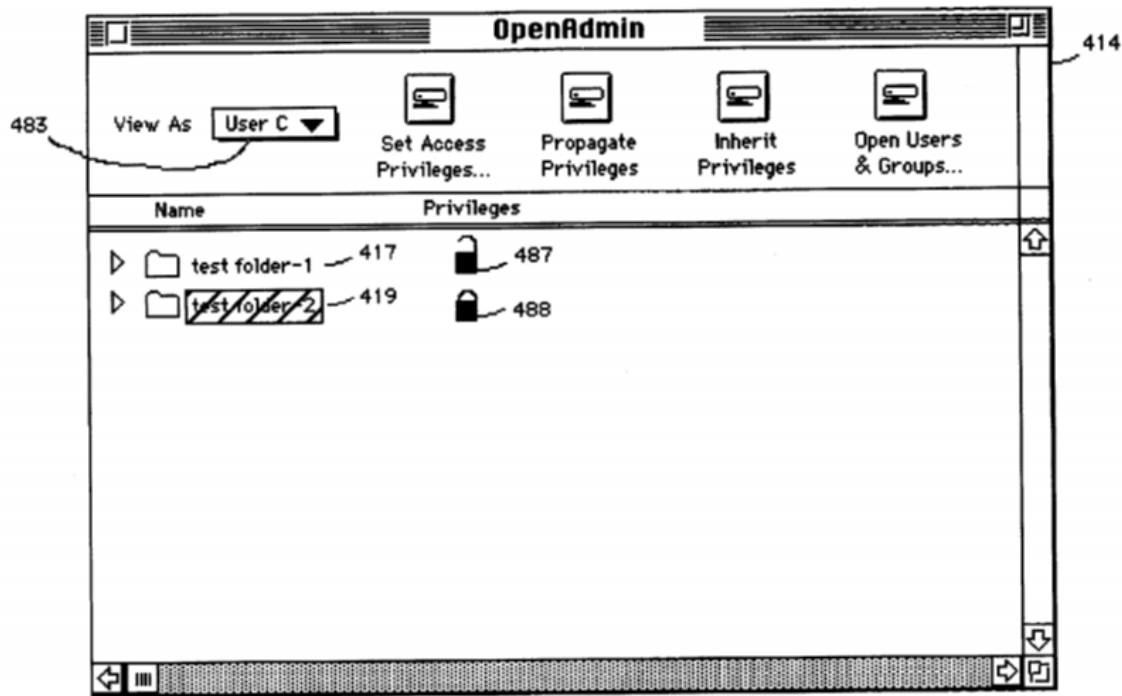 OpenAdmin
414
483
View As User C
Set Access Privileges...
Propagate Privileges
Inherit Privileges
Open Users & Groups...
Name Privileges
test folder-1 417 487
test folder-2 419 488